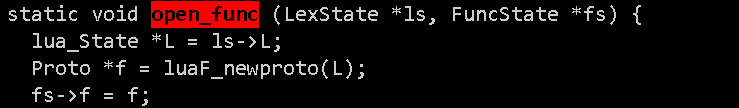 static void open_func (LexState *ls, FuncState *fs) {
  lua_State *L = ls->L;
  Proto *f = luaF_newproto(L);
  fs->f = f;